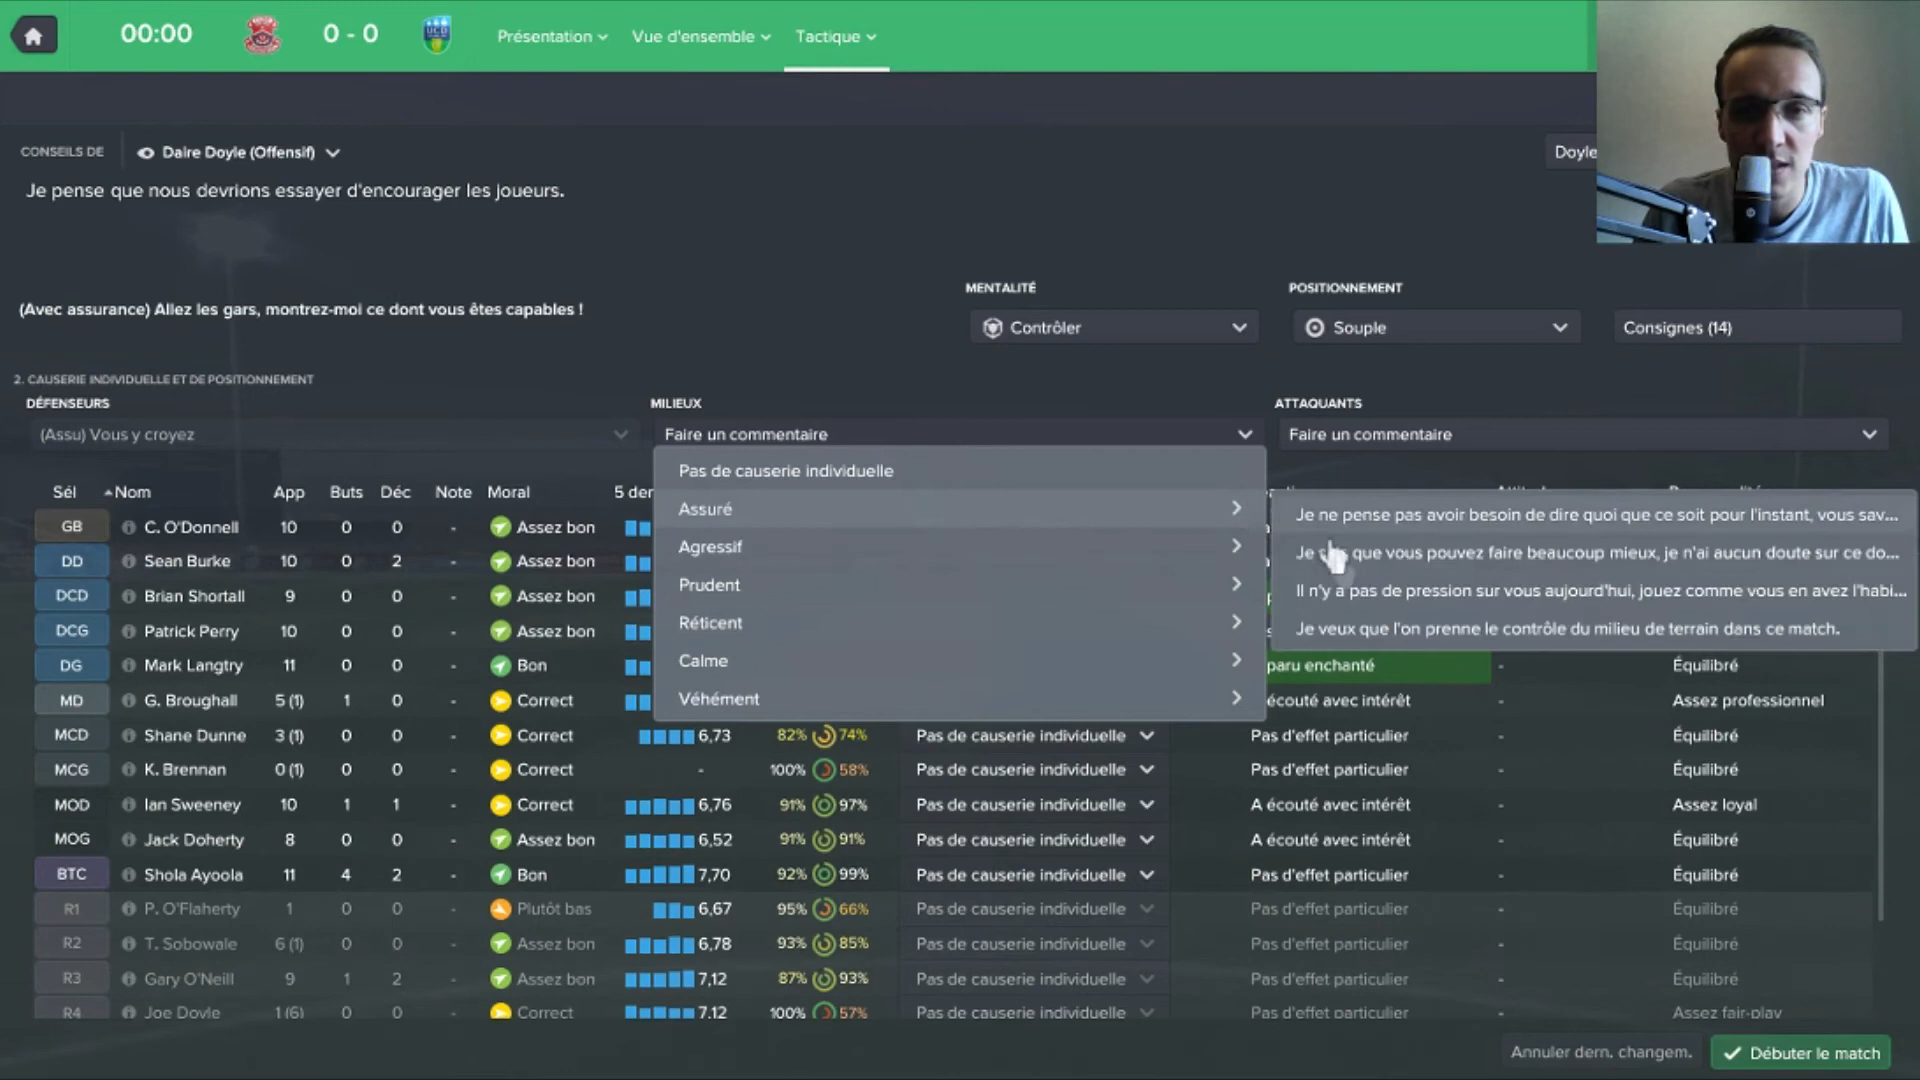 00:00 0 - 0 UCD Présentation Vue d'ensemble Tactique
CONSEILS DE Daire Doyle (Offensif) Doyle
Je pense que nous devrions essayer d'encourager les joueurs.
MENTALITÉ POSITIONNEMENT
(Avec assurance) Allez les gars, montrez-moi ce dont vous êtes capables !
Contrôler Souple Consignes (14)
2. CAUSERIE INDIVIDUELLE ET DE POSITIONNEMENT
DÉFENSEURS MILIEUX ATTAQUANTS
(Assu) Vous y croyez Faire un commentaire Faire un commentaire
Pas de causerie individuelle
Assuré
Agressif
Prudent
Réticent
Calme
Véhément
Je ne pense pas avoir besoin de dire quoi que ce soit pour l'instant, vous sav...
Je que vous pouvez faire beaucoup mieux, je n'ai aucun doute sur ce do...
Il n'y a pas de pression sur vous aujourd'hui, jouez comme vous en avez l'habi...
Je veux que l'on prenne le contrôle du milieu de terrain dans ce match.
Sél Nom App Buts Déc Note Moral 5 der
GB C. O'Donnell 10 0 0 - Assez bon
DD Sean Burke 10 0 2 - Assez bon
DCD Brian Shortall 9 0 0 - Assez bon
DCG Patrick Perry 10 0 0 - Assez bon
DG Mark Langtry 11 0 0 - Bon paru enchanté - Équilibré
MD G. Broughall 5 (1) 1 0 - Correct écouté avec intérêt - Assez professionnel
MCD Shane Dunne 3 (1) 0 0 - Correct 6,73 82% 74% Pas de causerie individuelle Pas d'effet particulier - Équilibré
MCG K. Brennan 0 (1) 0 0 - Correct - 100% 58% Pas de causerie individuelle Pas d'effet particulier - Équilibré
MOD Ian Sweeney 10 1 1 - Correct 6,76 91% 97% Pas de causerie individuelle A écouté avec intérêt - Assez loyal
MOG Jack Doherty 8 0 0 - Assez bon 6,52 91% 91% Pas de causerie individuelle A écouté avec intérêt - Équilibré
BTC Shola Ayoola 11 4 2 - Bon 7,70 92% 99% Pas de causerie individuelle Pas d'effet particulier - Équilibré
R1 P. O'Flaherty 1 0 0 - Plutôt bas 6,67 95% 66% Pas de causerie individuelle Pas d'effet particulier - Équilibré
R2 T. Sobowale 6 (1) 0 0 - Assez bon 6,78 93% 85% Pas de causerie individuelle Pas d'effet particulier - Équilibré
R3 Gary O'Neill 9 1 2 - Assez bon 7,12 87% 93% Pas de causerie individuelle Pas d'effet particulier - Équilibré
R4 Joe Doyle 1 (6) 0 0 - Correct 7,12 100% 57% Pas de causerie individuelle Pas d'effet particulier - Assez fair-play
Annuler dern. changem. Débuter le match